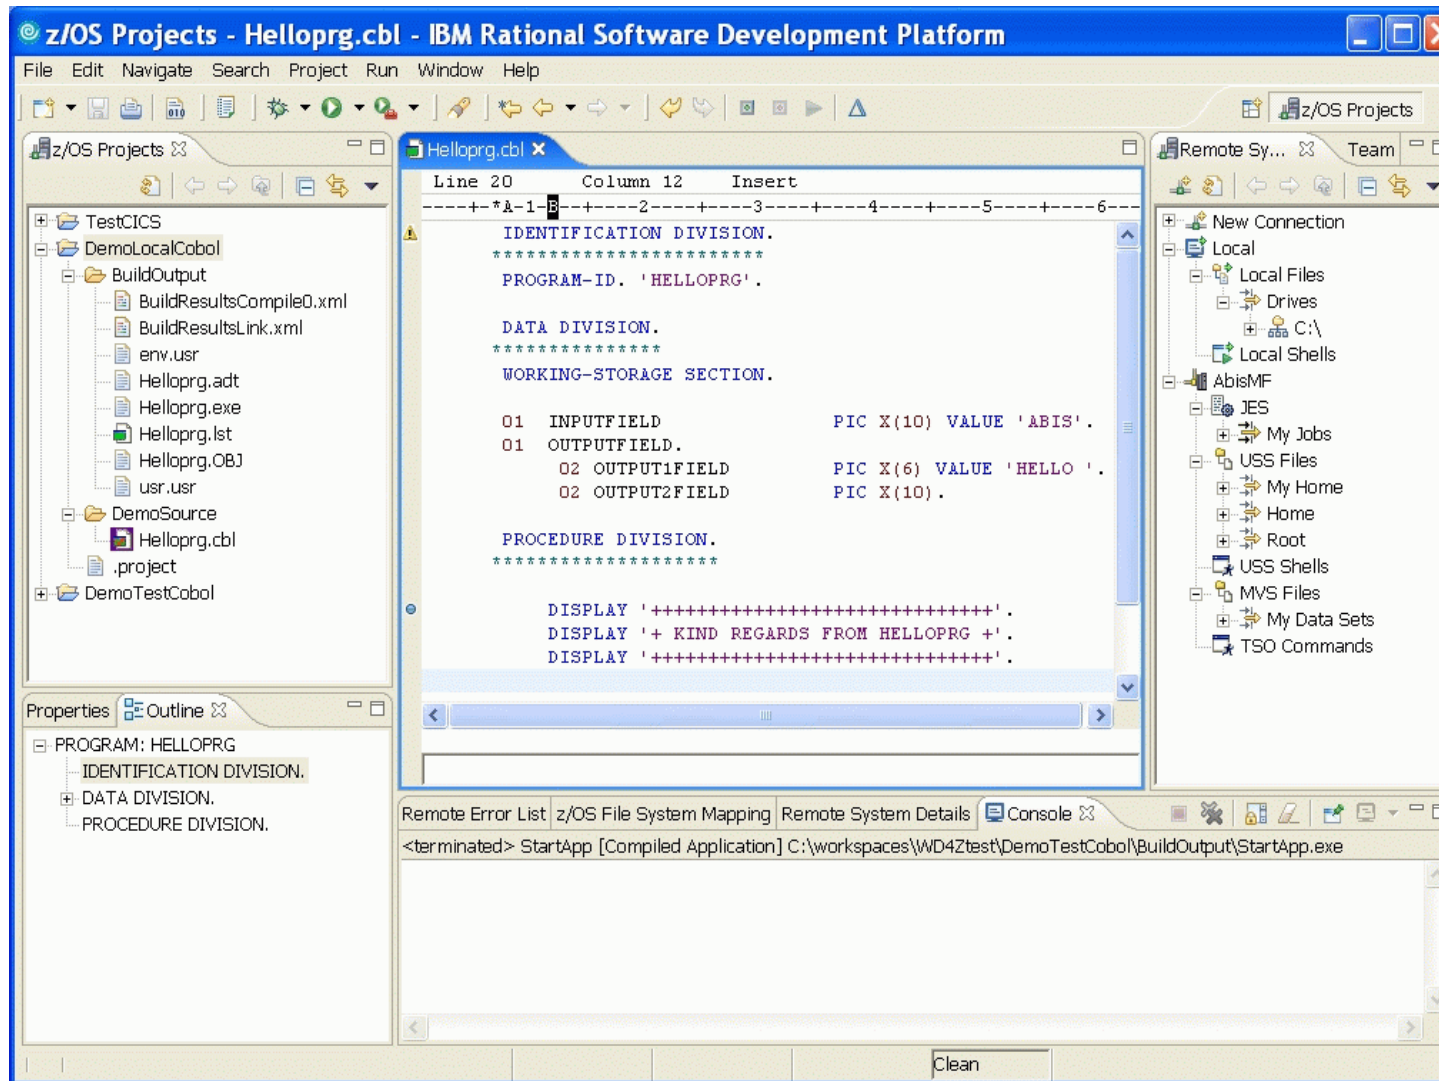 z/OS Projects - Helloprg.cbl - IBM Rational Software Development Platform
File Edit Navigate Search Project Run Window Help
z/OS Projects
z/OS Projects
TestCICS
DemoLocalCobol
BuildOutput
BuildResultsCompile0.xml
BuildResultsLink.xml
env.usr
Helloprg.adt
Helloprg.exe
Helloprg.lst
Helloprg.OBJ
usr.usr
DemoSource
Helloprg.cbl
.project
DemoTestCobol
Properties Outline
PROGRAM: HELLOPRG
IDENTIFICATION DIVISION.
DATA DIVISION.
PROCEDURE DIVISION.
Helloprg.cbl
Line 20 Column 12 Insert
----+-*A-1-B--+----2----+----3----+----4----+----5----+----6---
IDENTIFICATION DIVISION.
************************
PROGRAM-ID. 'HELLOPRG'.
DATA DIVISION.
***************
WORKING-STORAGE SECTION.
01 INPUTFIELD PIC X(10) VALUE 'ABIS'.
01 OUTPUTFIELD.
02 OUTPUT1FIELD PIC X(6) VALUE 'HELLO '.
02 OUTPUT2FIELD PIC X(10).
PROCEDURE DIVISION.
********************
DISPLAY '++++++++++++++++++++++++++++++'.
DISPLAY '+ KIND REGARDS FROM HELLOPRG +'.
DISPLAY '++++++++++++++++++++++++++++++'.
Remote Sy... Team
New Connection
Local
Local Files
Drives
C:\
Local Shells
AbisMF
JES
My Jobs
USS Files
My Home
Home
Root
USS Shells
MVS Files
My Data Sets
TSO Commands
Remote Error List z/OS File System Mapping Remote System Details Console
<terminated> StartApp [Compiled Application] C:\workspaces\WD4Ztest\DemoTestCobol\BuildOutput\StartApp.exe
Clean